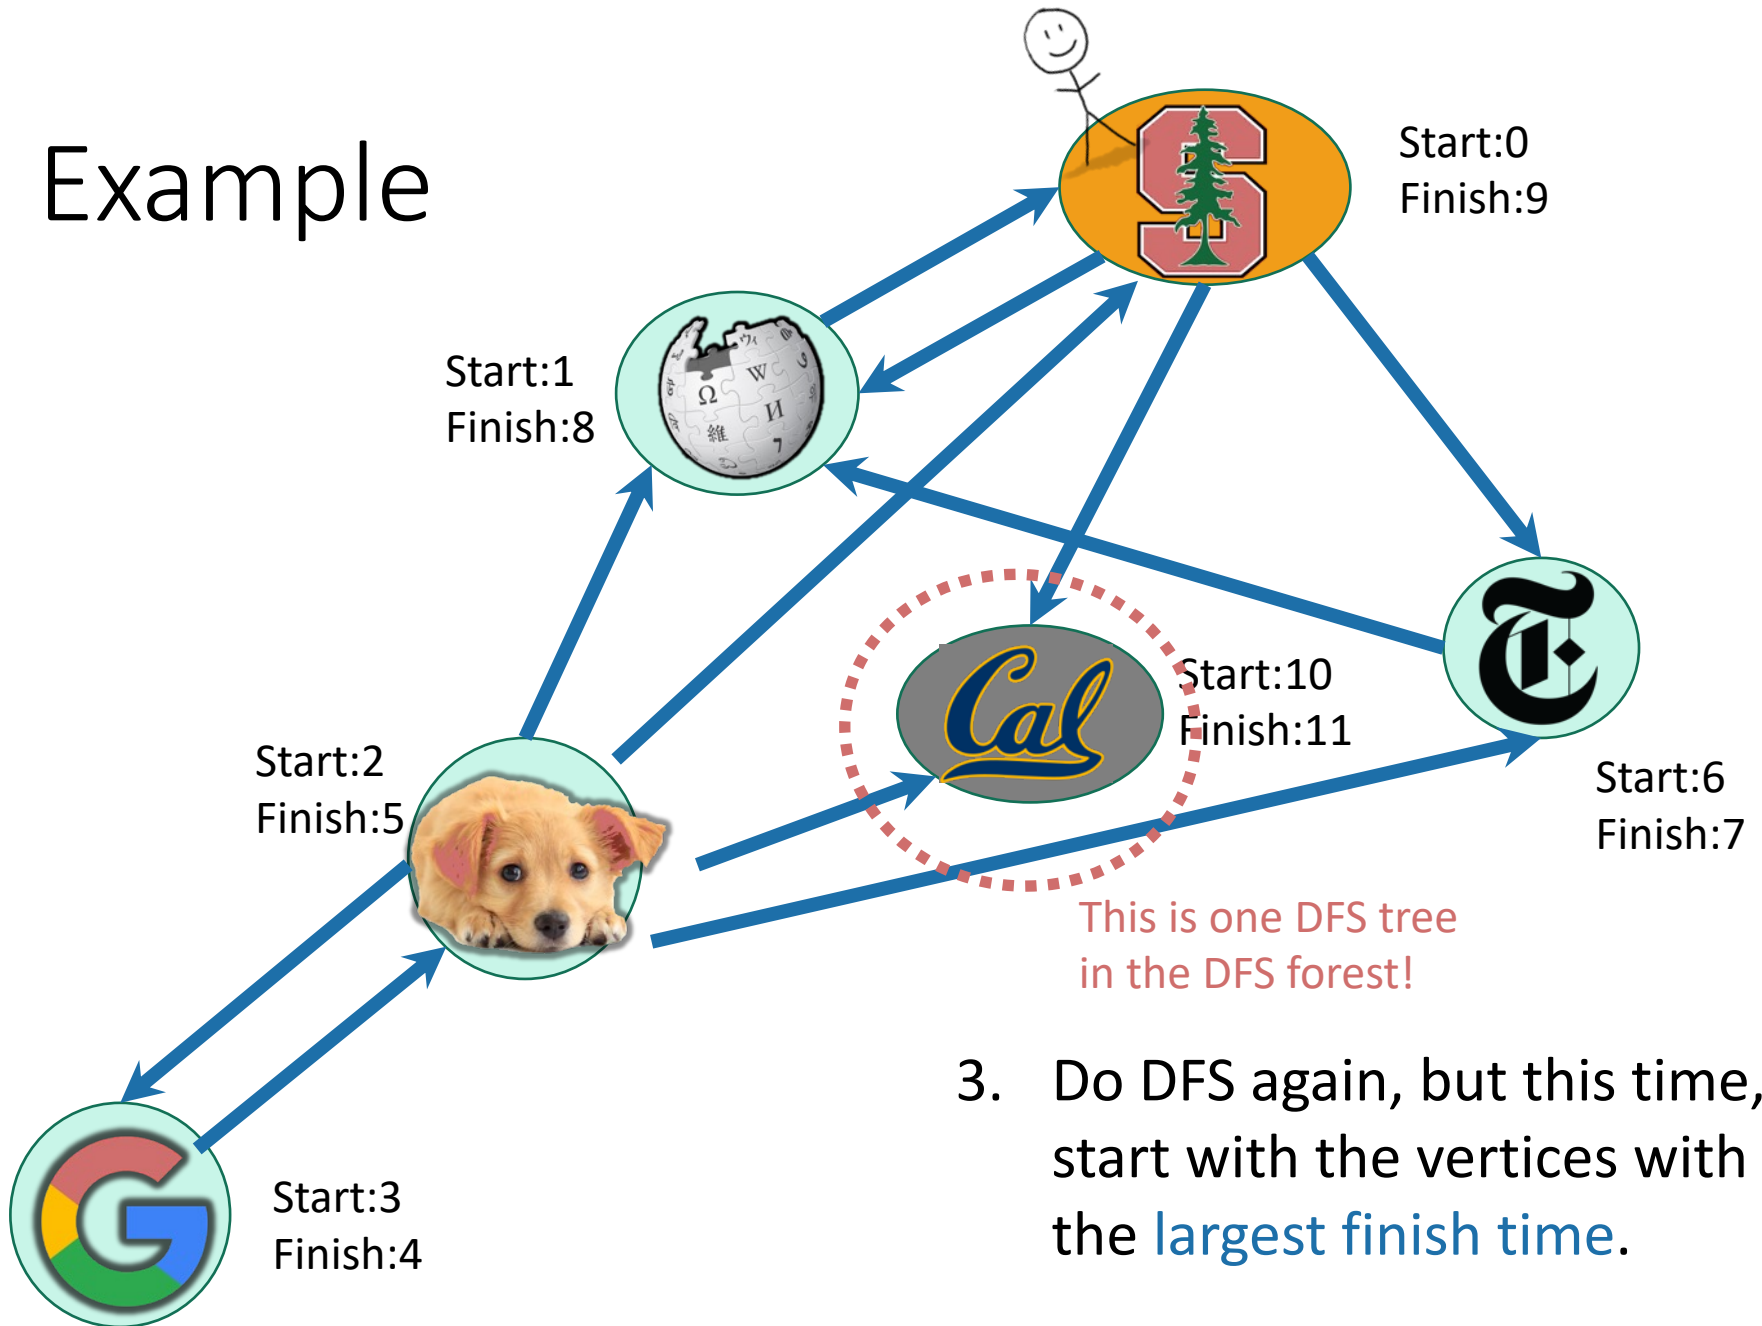 Example
Start:0
Finish:9
Start:1
Finish:8
Ω
W
И
維
Cal
Start:10
Finish:11
T
Start:2
Finish:5
Start:6
Finish:7
This is one DFS tree
in the DFS forest!
3. Do DFS again, but this time,
start with the vertices with
the largest finish time.
S
G
Start:3
Finish:4